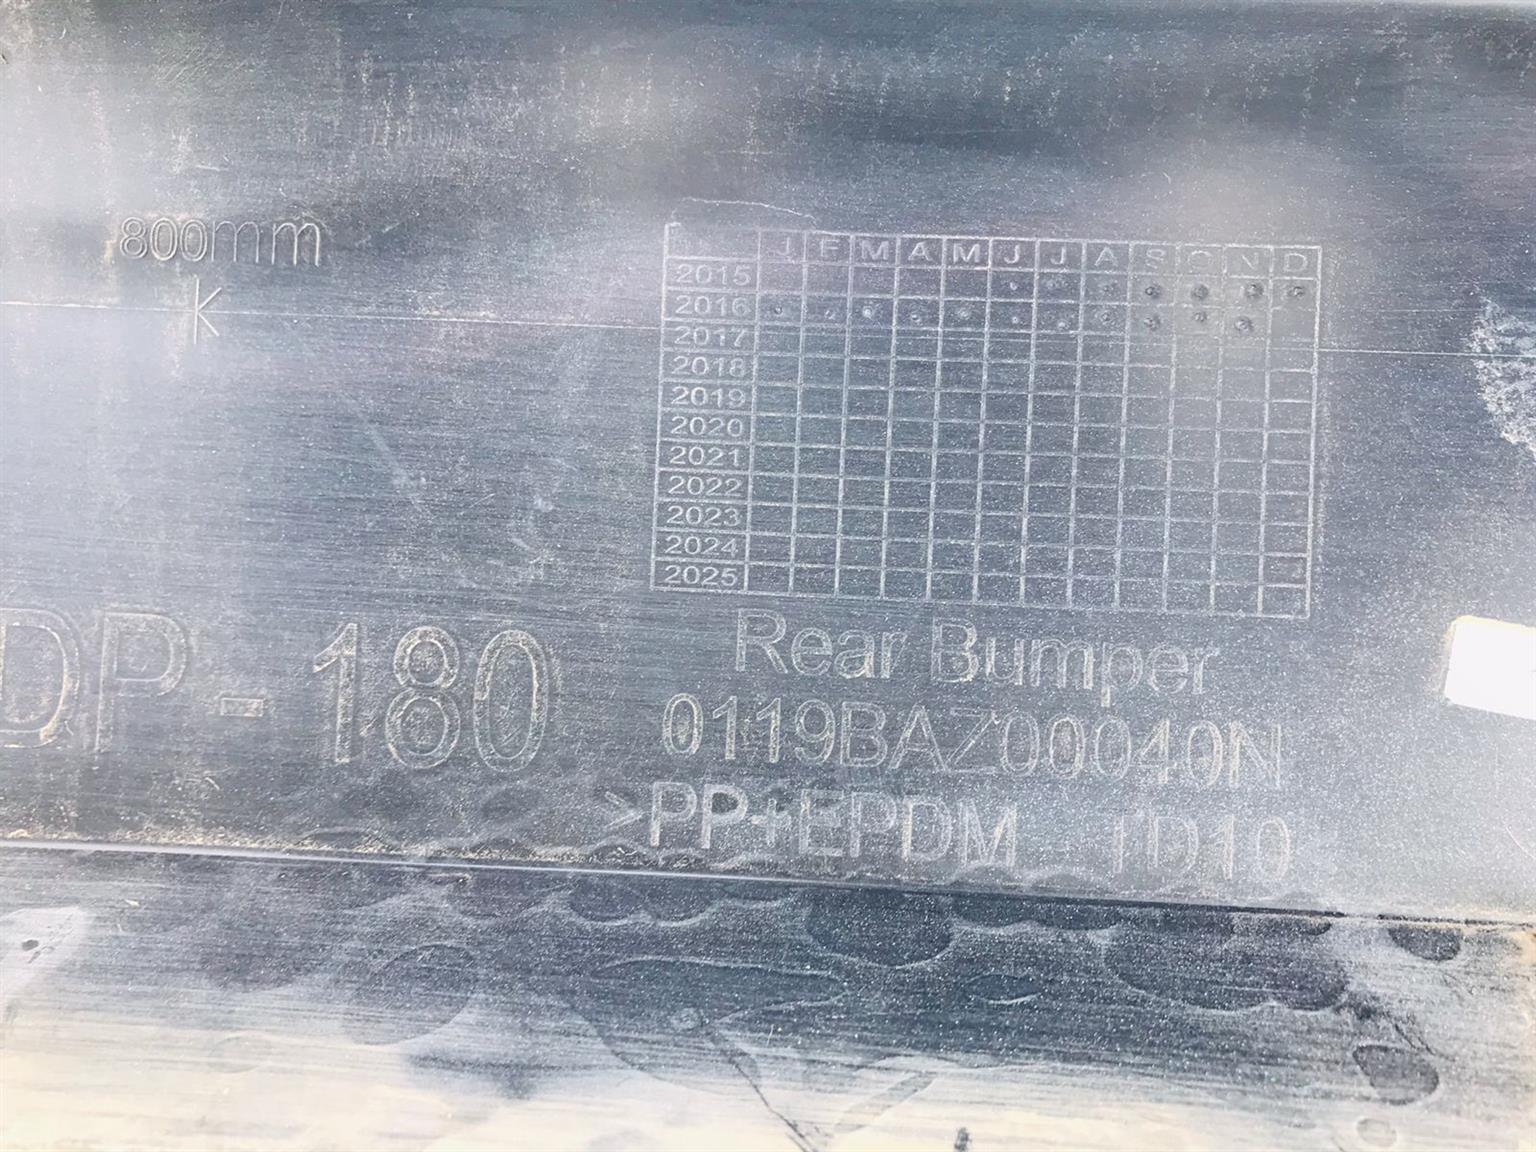 800mm
K
J F M A M J J A S O N D
2015
2016
2017
2018
2019
2020
2021
2022
2023
2024
2025
DP-180
Rear Bumper
0119BAZ00040N
>PP+EPDM TD10